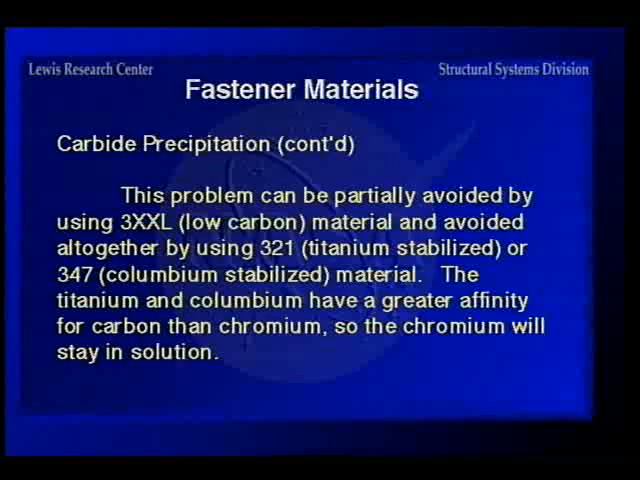 Lewis Research Center
Structural Systems Division
Fastener Materials
Carbide Precipitation (cont'd)
This problem can be partially avoided by
using 3XXL (low carbon) material and avoided
altogether by using 321 (titanium stabilized) or
347 (columbium stabilized) material. The
titanium and columbium have a greater affinity
for carbon than chromium, so the chromium will
stay in solution.